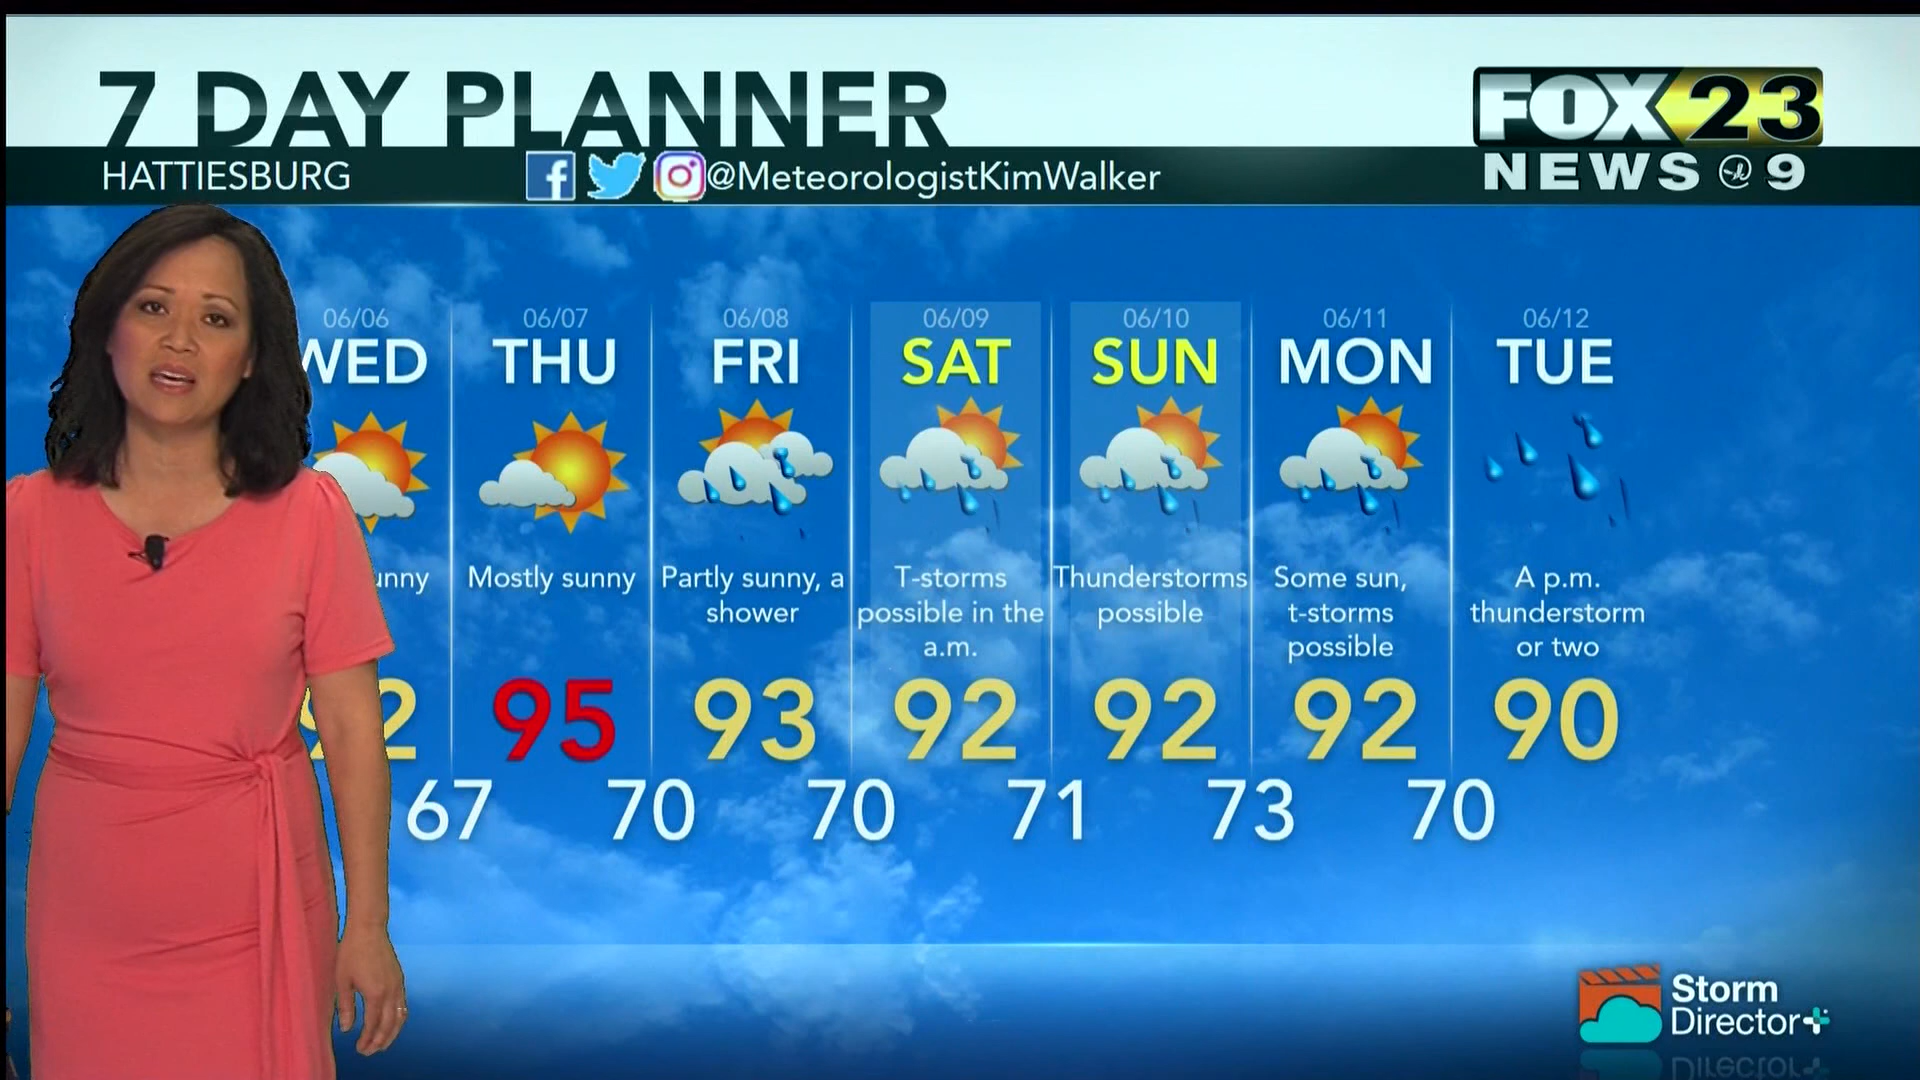 7 DAY PLANNER
HATTIESBURG
@MeteorologistKimWalker
FOX 23
NEWS @ 9
06/06 06/07 06/08 06/09 06/10 06/11 06/12
WED THU FRI SAT SUN MON TUE
Mostly sunny
Partly sunny, a
shower
T-storms
possible in the
a.m.
Thunderstorms
possible
Some sun,
t-storms
possible
A p.m.
thunderstorm
or two
92 95 93 92 92 92 90
67 70 70 71 73 70
Storm
Director+